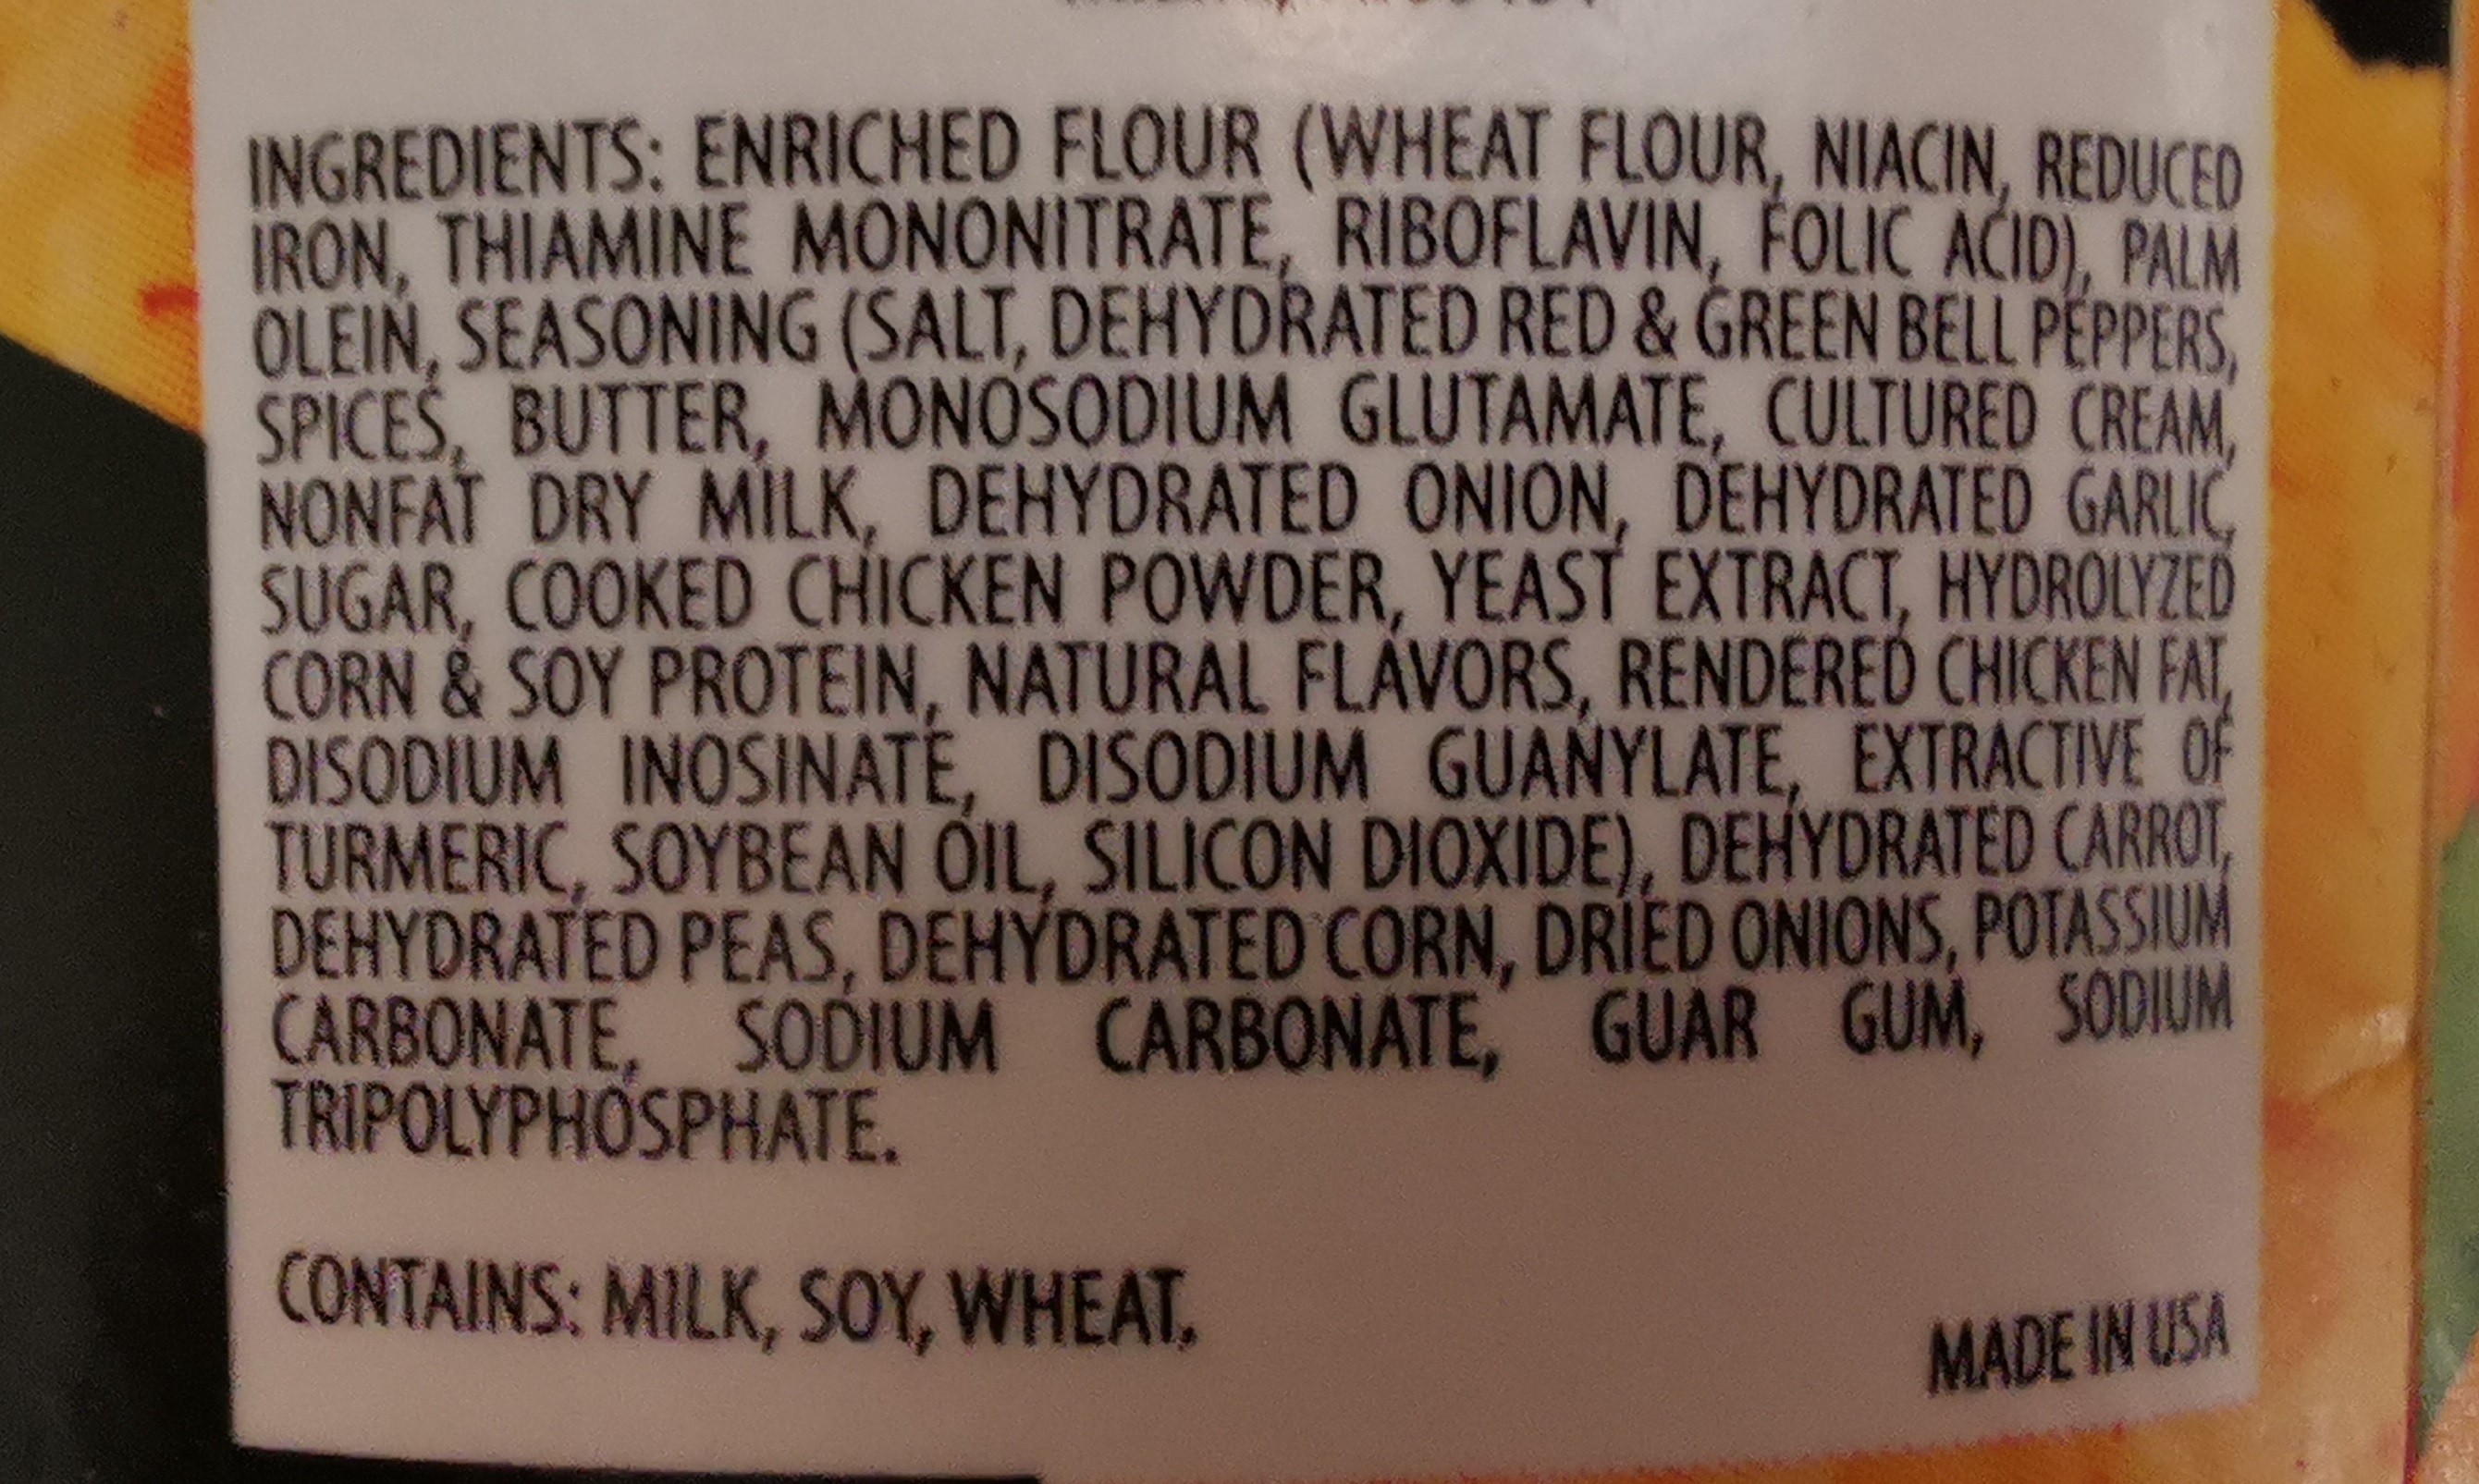 INGREDIENTS: ENRICHED FLOUR (WHEAT FLOUR, NIACIN, REDUCED
IRON, THIAMINE MONONITRATE, RIBOFLAVIN, FOLIC ACID), PALM
OLEIN, SEASONING (SALT, DEHYDRATED RED & GREEN BELL PEPPERS,
SPICES, BUTTER, MONOSODIUM GLUTAMATE, CULTURED CREAM,
NONFAT DRY MILK, DEHYDRATED ONION, DEHYDRATED GARLIC,
SUGAR, COOKED CHICKEN POWDER, YEAST EXTRACT, HYDROLYZED
CORN & SOY PROTEIN, NATURAL FLAVORS, RENDERED CHICKEN FAT,
DISODIUM INOSINATE, DISODIUM GUANYLATE, EXTRACTIVE OF
TURMERIC, SOYBEAN OIL, SILICON DIOXIDE), DEHYDRATED CARROT,
DEHYDRATED PEAS, DEHYDRATED CORN, DRIED ONIONS, POTASSIUM
CARBONATE, SODIUM CARBONATE, GUAR GUM, SODIUM
TRIPOLYPHOSPHATE.
CONTAINS: MILK, SOY, WHEAT.
MADE IN USA